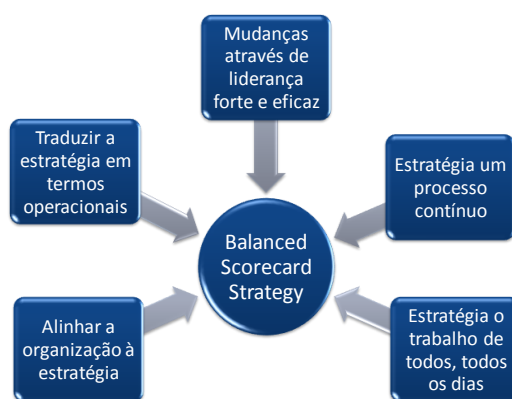 Mudanças
através de
liderança
forte e eficaz
Traduzir a
estratégia em
termos
operacionais
Estratégia um
processo
contínuo
Balanced
Scorecard
Strategy
Alinhar a
organização à
estratégia
Estratégia o
trabalho de
todos, todos
os dias